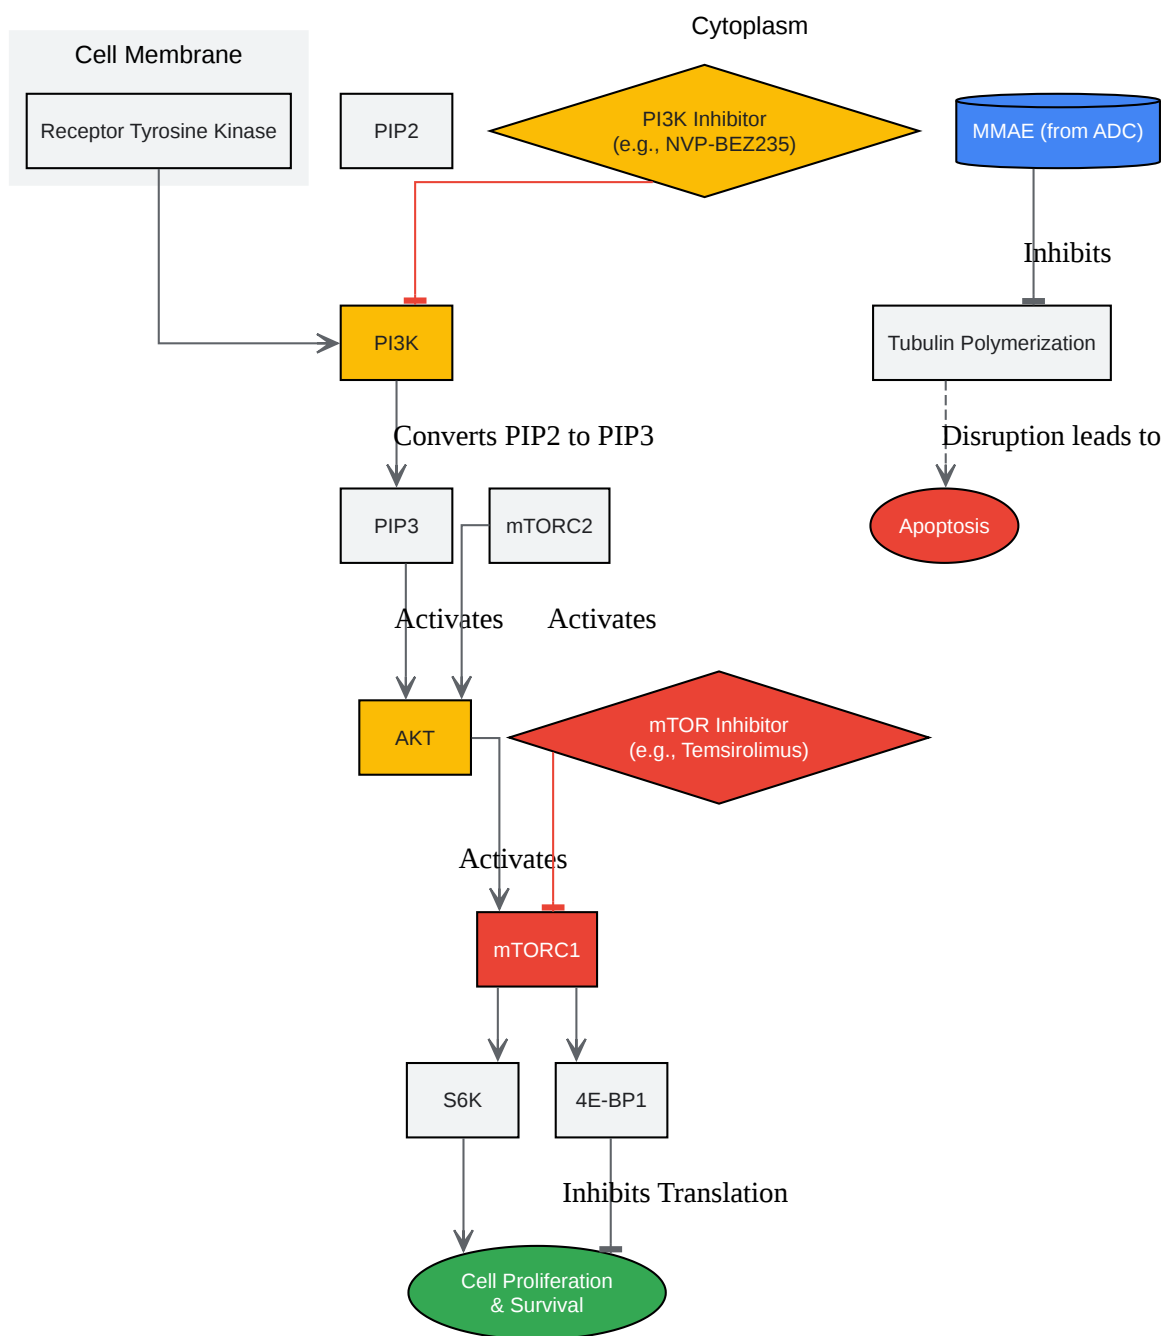 Cytoplasm
Cell Membrane
Receptor Tyrosine Kinase
PIP2
PI3K Inhibitor
(e.g., NVP-BEZ235)
MMAE (from ADC)
Inhibits
PI3K
Tubulin Polymerization
Converts PIP2 to PIP3
Disruption leads to
PIP3
mTORC2
Apoptosis
Activates
Activates
AKT
mTOR Inhibitor
(e.g., Temsirolimus)
Activates
mTORC1
S6K
4E-BP1
Inhibits Translation
Cell Proliferation
& Survival